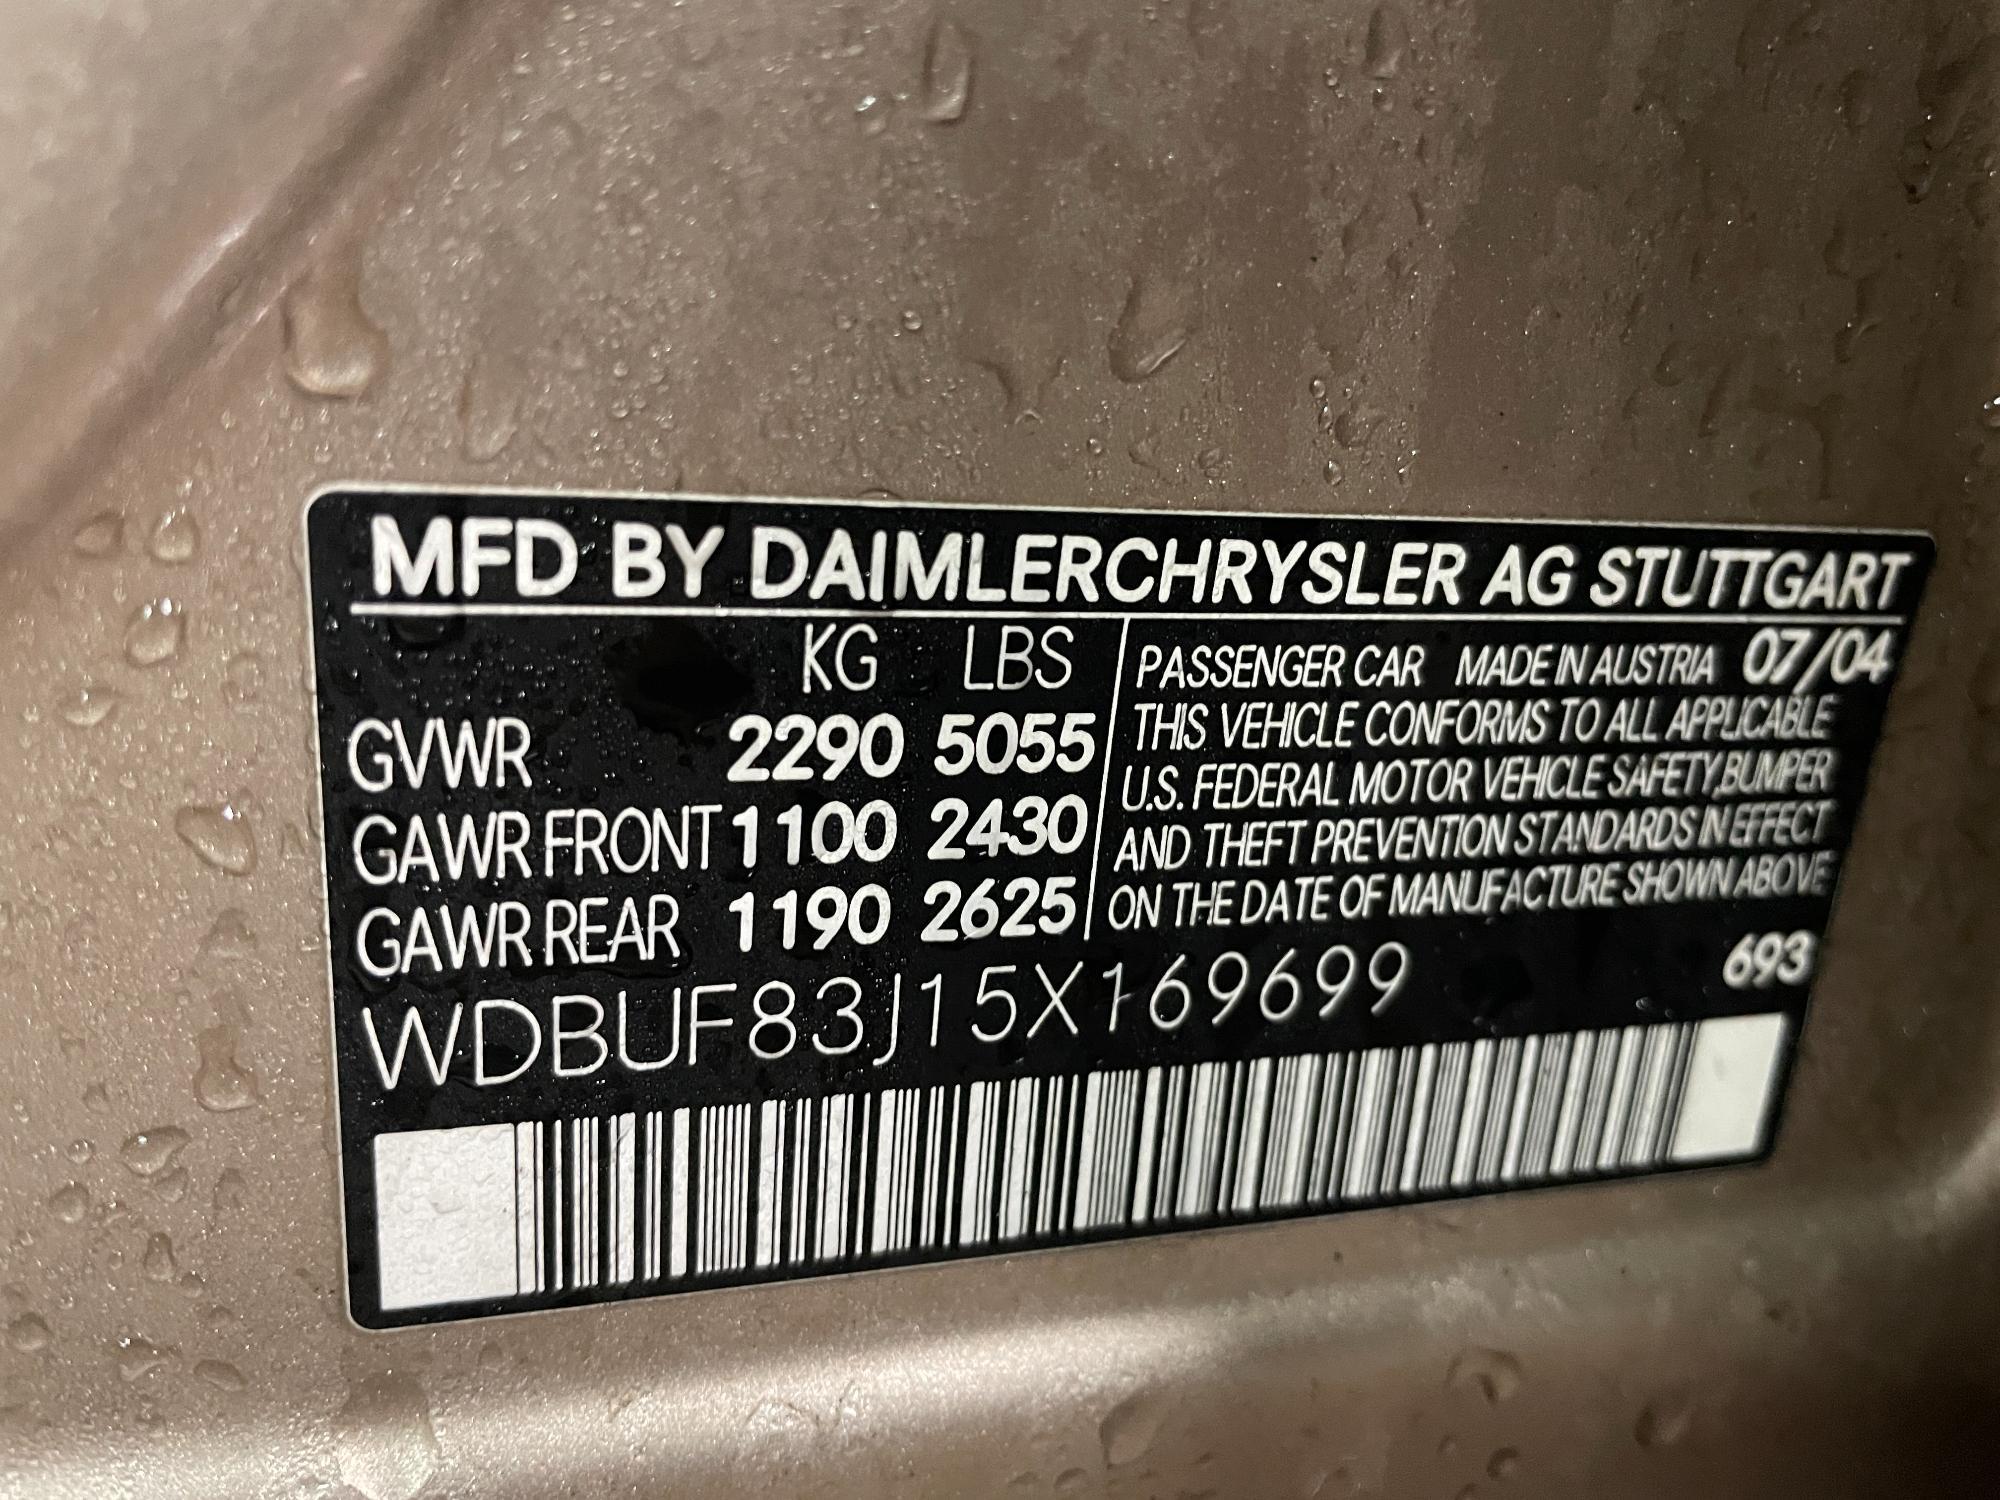 MFD BY DAIMLERCHRYSLER AG STUTTGART
KG LBS
GVWR 2290 5055
GAWR FRONT 1100 2430
GAWR REAR 1190 2625
PASSENGER CAR MADE IN AUSTRIA 07/04
THIS VEHICLE CONFORMS TO ALL APPLICABLE
U.S. FEDERAL MOTOR VEHICLE SAFETY,BUMPER
AND THEFT PREVENTION STANDARDS IN EFFECT
ON THE DATE OF MANUFACTURE SHOWN ABOVE
WDBUF83J15X169699
693